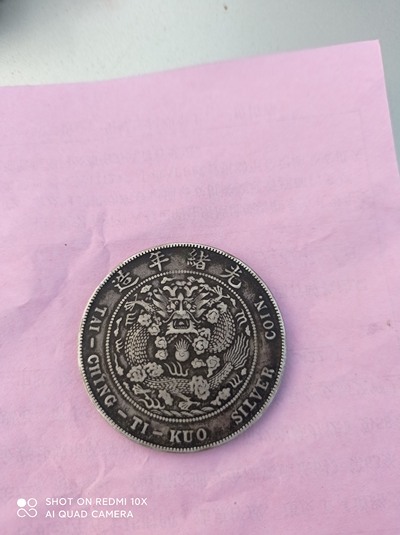 造年緒光
TAI-CHING-TI-KUO SILVER COIN.
SHOT ON REDMI 10X
AI QUAD CAMERA